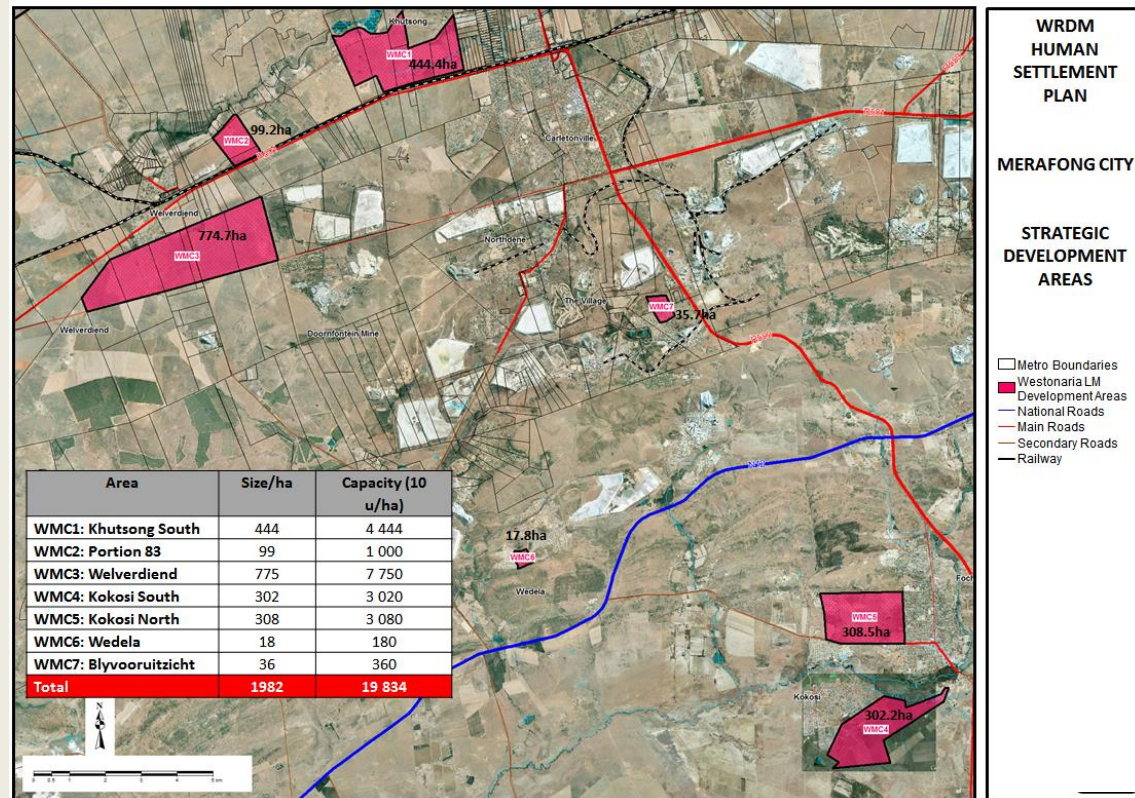 Khutsong
WMC1
444.4ha
99.2ha
WMC2
Carletonville
Welverdiend
774.7ha
WMC3
Northdene
The Village
WMC7
35.7ha
Welverdiend
Doornfontein Mine
17.8ha
WMC6
Wedela
Foch
WMC5
308.5ha
Kokosi
302.2ha
WMC4
Area Size/ha Capacity (10 u/ha)
WMC1: Khutsong South 444 4 444
WMC2: Portion 83 99 1 000
WMC3: Welverdiend 775 7 750
WMC4: Kokosi South 302 3 020
WMC5: Kokosi North 308 3 080
WMC6: Wedela 18 180
WMC7: Blyvooruitzicht 36 360
Total 1982 19 834
N
WRDM
HUMAN
SETTLEMENT
PLAN
MERAFONG CITY
STRATEGIC
DEVELOPMENT
AREAS
Metro Boundaries
Westonaria LM
Development Areas
National Roads
Main Roads
Secondary Roads
Railway